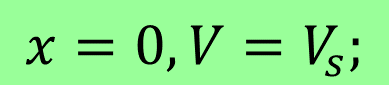 x = 0, V = V_S;